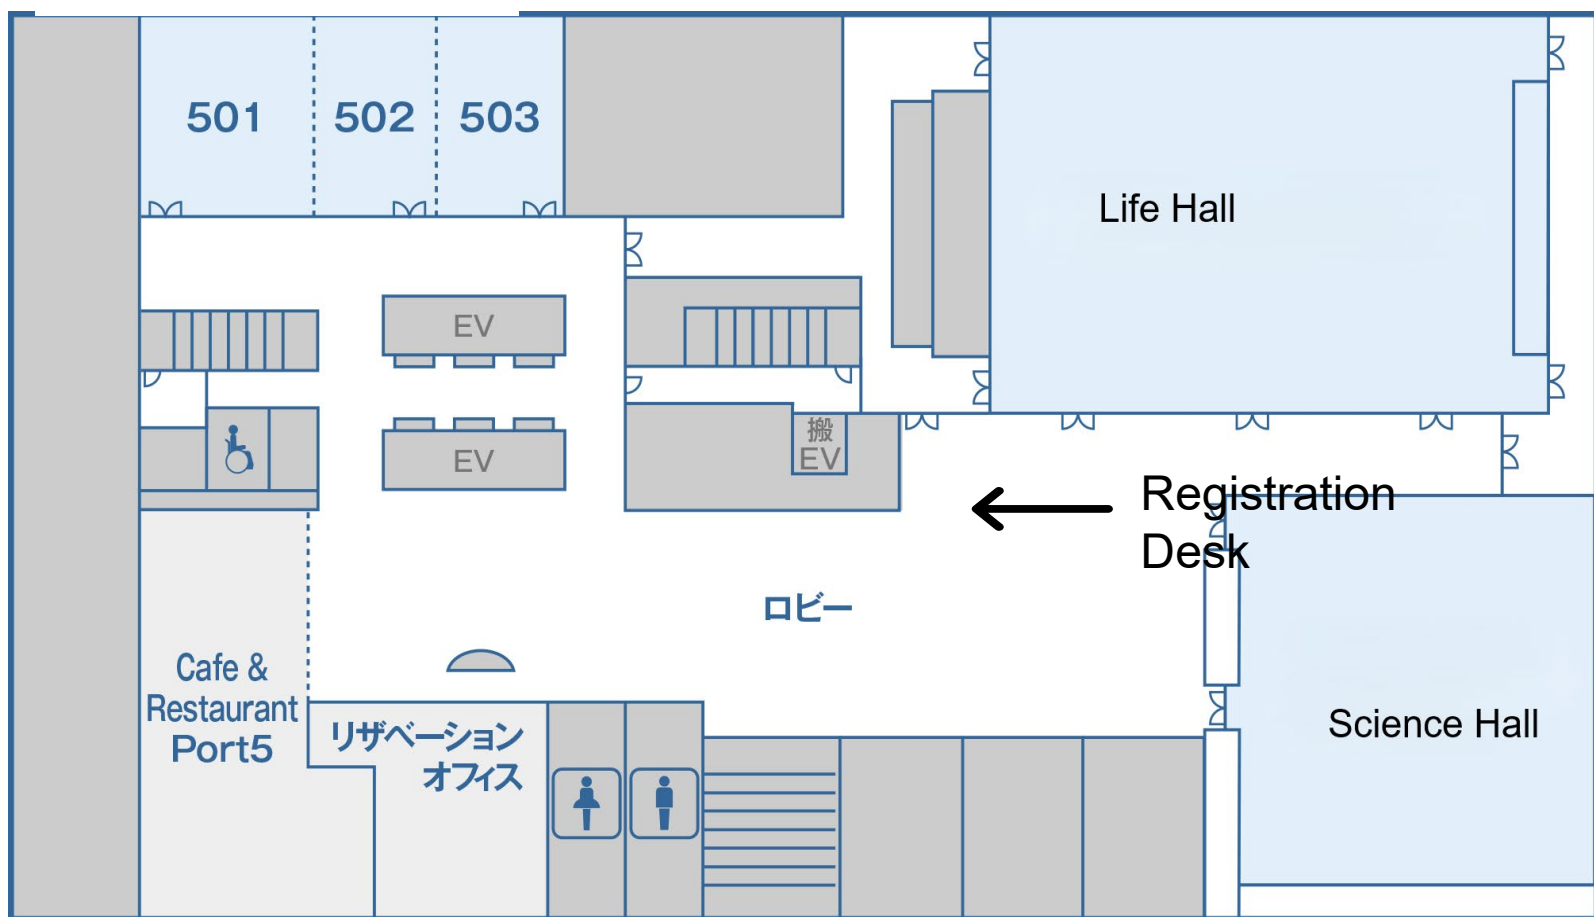 501
502
503
Life Hall
EV
EV
搬
EV
Registration
Desk
ロビー
Cafe &
Restaurant
Port5
リザベーション
オフィス
Science Hall